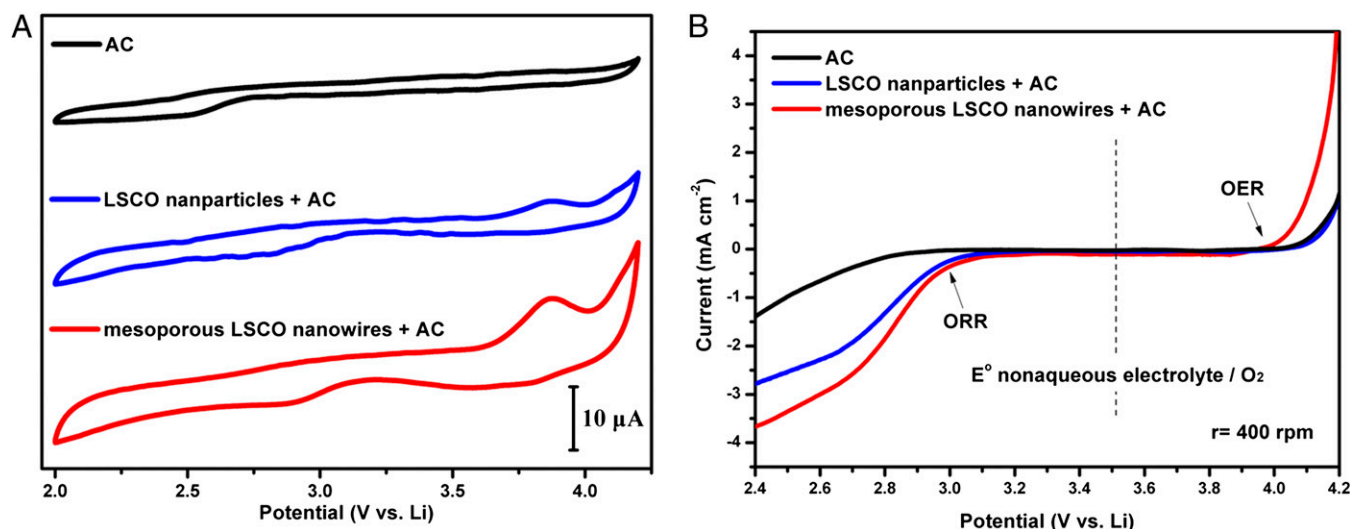 A
AC
LSCO nanparticles + AC
mesoporous LSCO nanowires + AC
10 μA
2.0 2.5 3.0 3.5 4.0
Potential (V vs. Li)
B
AC
LSCO nanparticles + AC
mesoporous LSCO nanowires + AC
Current (mA cm⁻²)
4
3
2
1
0
-1
-2
-3
-4
OER
ORR
E° nonaqueous electrolyte / O₂
r= 400 rpm
2.4 2.6 2.8 3.0 3.2 3.4 3.6 3.8 4.0 4.2
Potential (V vs. Li)